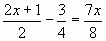 (2x + 1)/2 − 3/4 = 7x/8